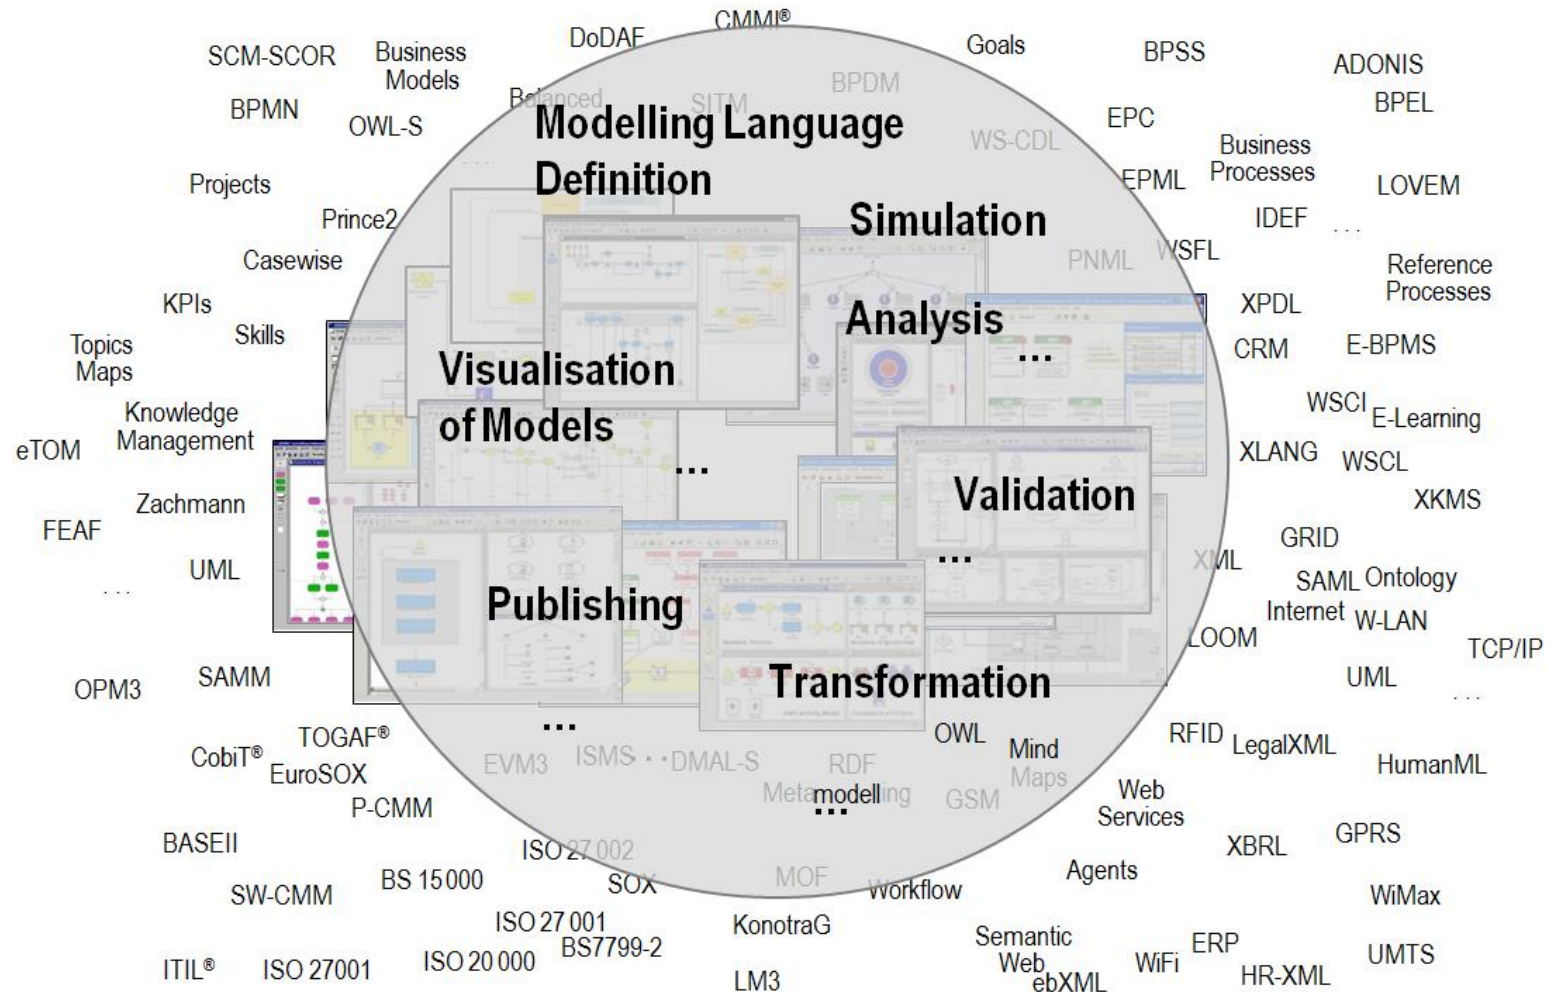 CMMI®
DoDAF
SCM-SCOR
Business
Models
Goals
BPSS
ADONIS
BPMN
OWL-S
Balanced
SITM
BPDM
BPEL
EPC
Modelling Language
Definition
WS-CDL
Business
Processes
. . . .
Projects
EPML
LOVEM
Prince2
Simulation
IDEF
. . .
Casewise
PNML
WSFL
Reference
Processes
KPIs
Skills
Analysis
...
XPDL
Topics
Maps
CRM
E-BPMS
Visualisation
of Models
...
Knowledge
Management
WSCI
E-Learning
eTOM
XLANG
WSCL
Zachmann
Validation
...
XKMS
FEAF
GRID
UML
XML
SAML
Ontology
. . .
Publishing
...
Internet
W-LAN
LOOM
TCP/IP
OPM3
SAMM
Transformation
...
UML
. . .
TOGAF®
CobiT®
EuroSOX
EVM3
ISMS
. . .
DMAL-S
RDF
OWL
Mind
Maps
RFID
LegalXML
HumanML
P-CMM
Metamodelling
modell
GSM
Web
Services
BASEII
ISO 27 002
XBRL
GPRS
SW-CMM
BS 15 000
SOX
MOF
Workflow
Agents
WiMax
ISO 27 001
BS7799-2
KonotraG
Semantic
Web
ERP
UMTS
ITIL®
ISO 27001
ISO 20 000
LM3
ebXML
WiFi
HR-XML